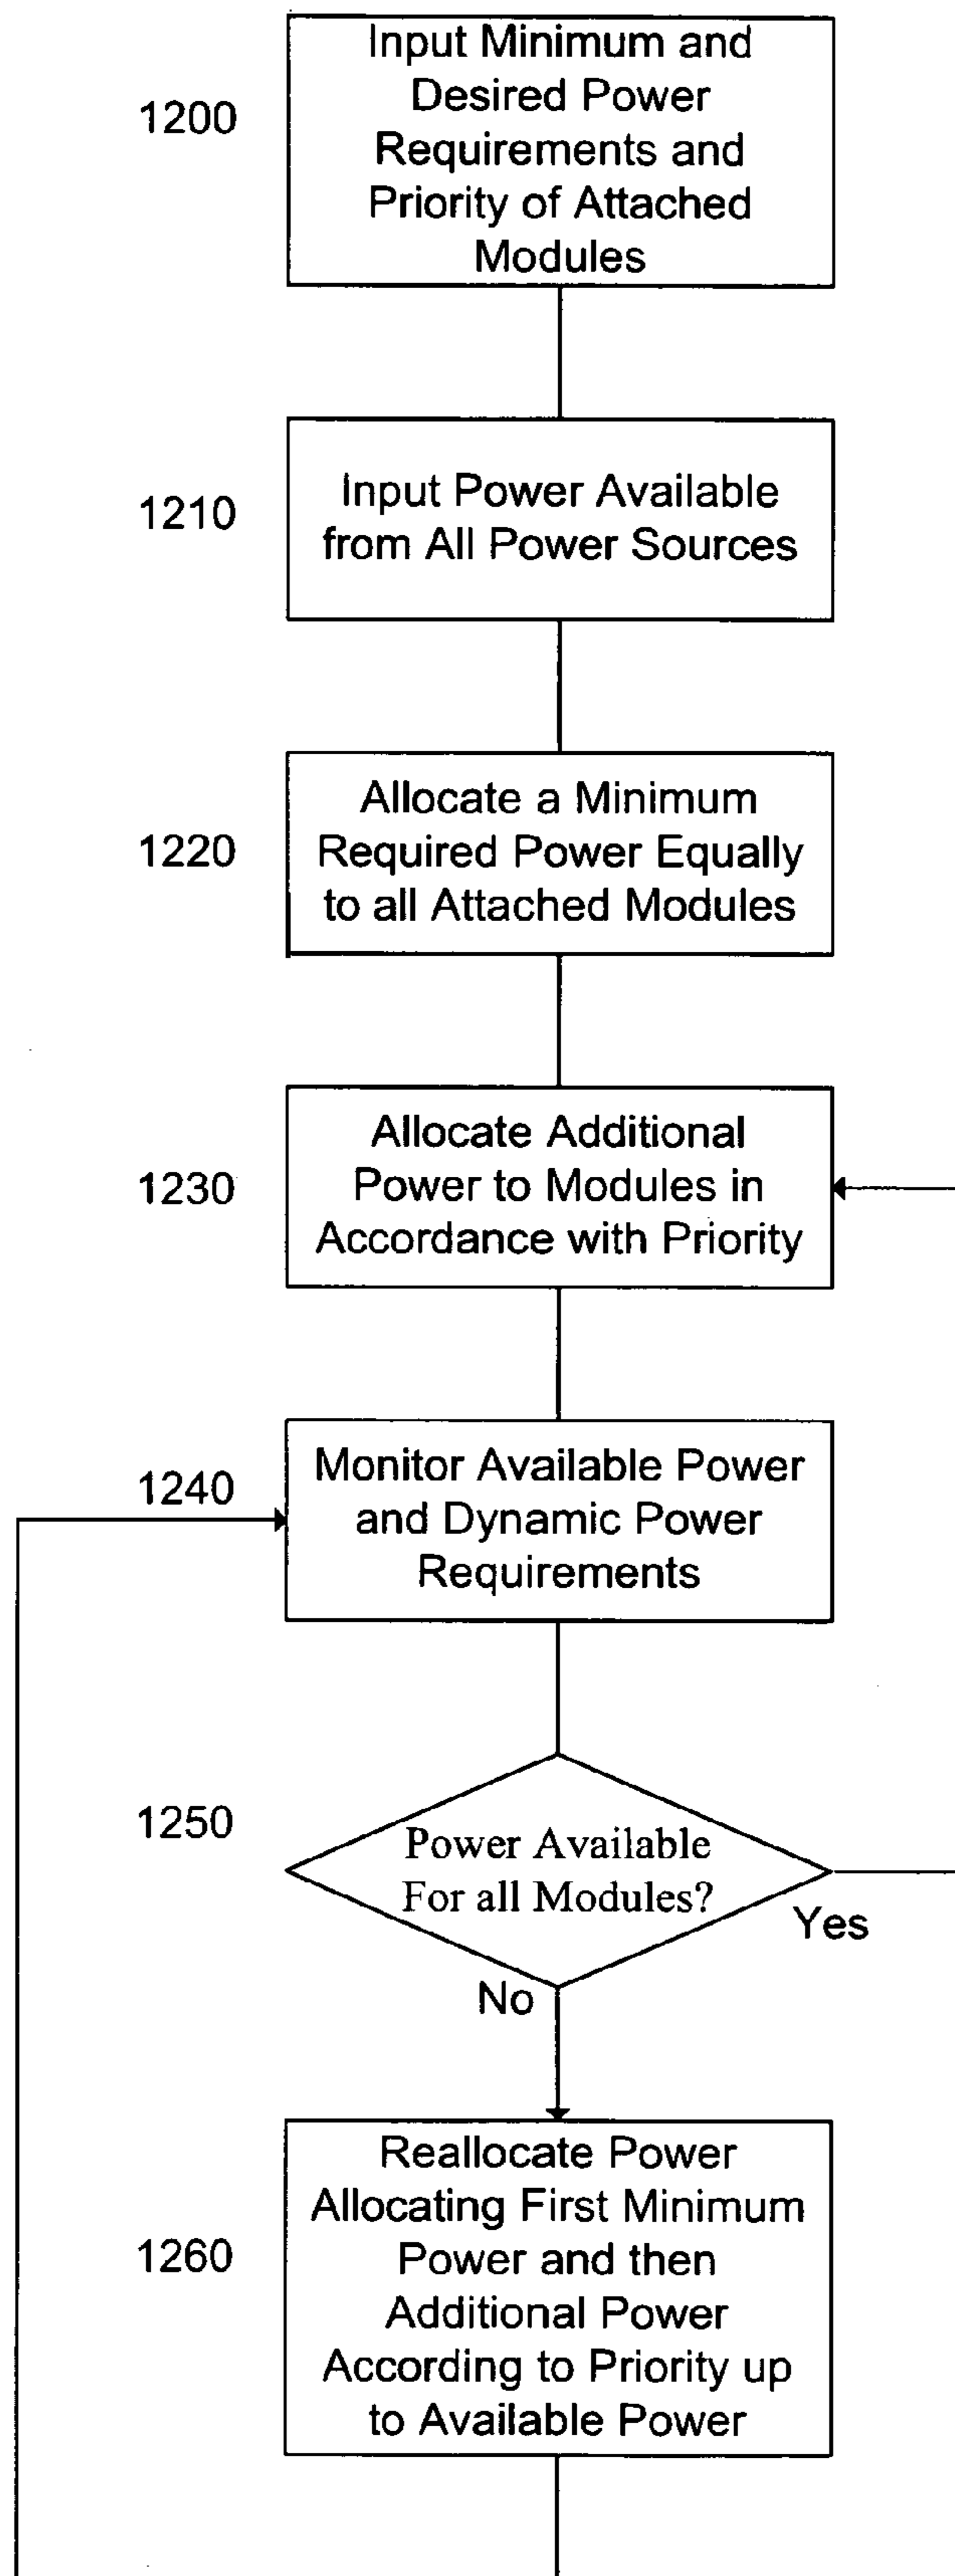 1200
Input Minimum and
Desired Power
Requirements and
Priority of Attached
Modules
1210
Input Power Available
from All Power Sources
1220
Allocate a Minimum
Required Power Equally
to all Attached Modules
1230
Allocate Additional
Power to Modules in
Accordance with Priority
1240
Monitor Available Power
and Dynamic Power
Requirements
1250
Power Available
For all Modules?
Yes
No
1260
Reallocate Power
Allocating First Minimum
Power and then
Additional Power
According to Priority up
to Available Power